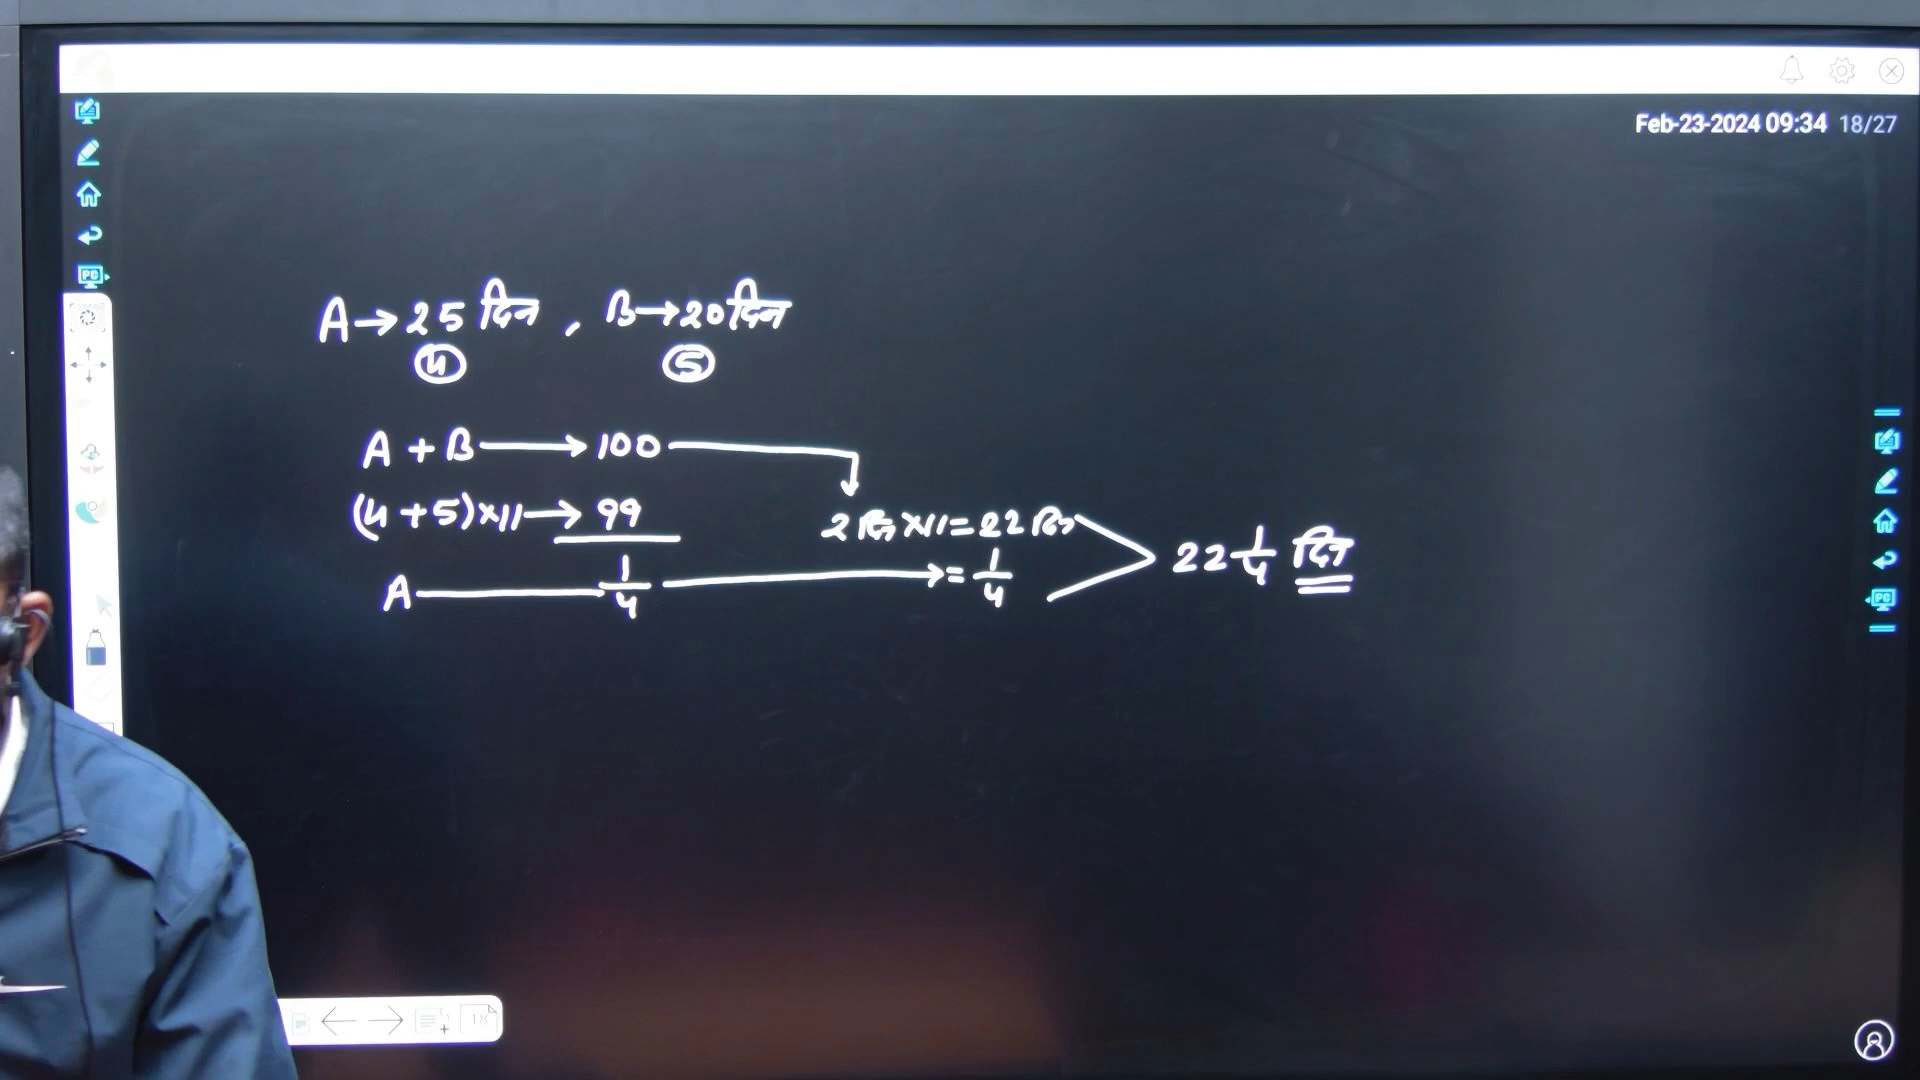 Feb-23-2024 09:34 18/27
A→25 दिन , B→20 दिन
4 5
A + B → 100
(4+5)×11 → 99
2 दिन ×11 = 22 दिन
A 1/4 → = 1/4
22 1/4 दिन